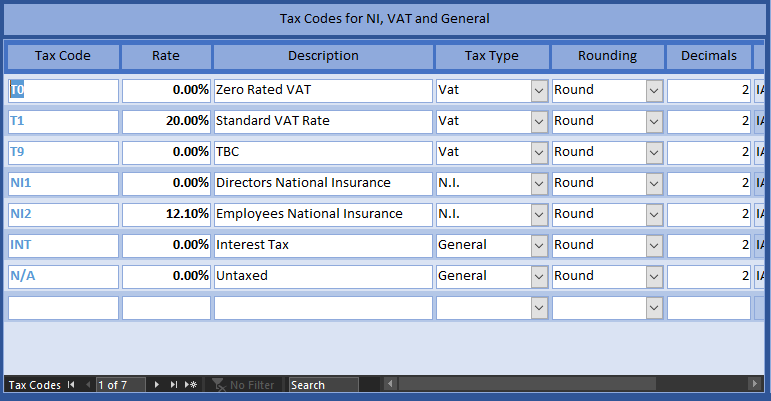 Tax Codes for NI, VAT and General
Tax Code Rate Description Tax Type Rounding Decimals
T0 0.00% Zero Rated VAT Vat Round 2 IA
T1 20.00% Standard VAT Rate Vat Round 2 IA
T9 0.00% TBC Vat Round 2 IA
NI1 0.00% Directors National Insurance N.I. Round 2 IA
NI2 12.10% Employees National Insurance N.I. Round 2 IA
INT 0.00% Interest Tax General Round 2 IA
N/A 0.00% Untaxed General Round 2 IA
Tax Codes 1 of 7 No Filter Search